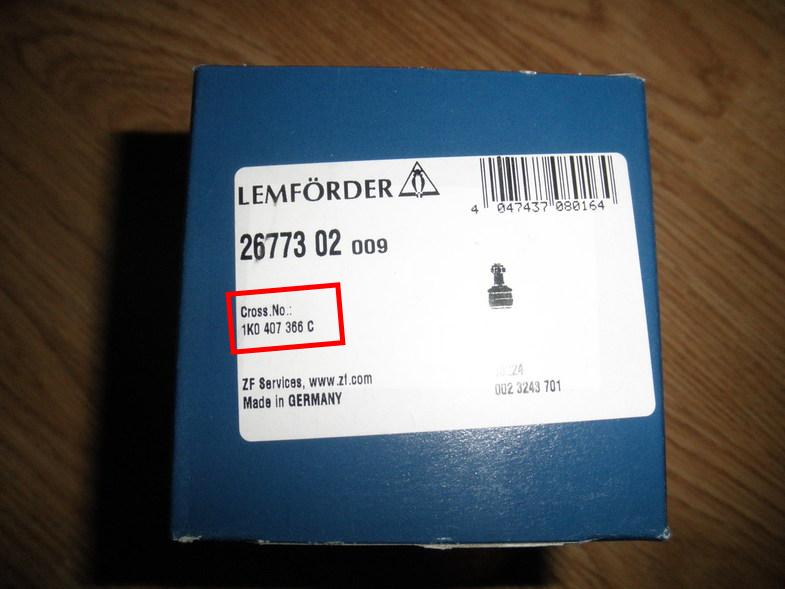 LEMFÖRDER
4 047437 080164
26773 02 009
Cross.No.:
1K0 407 366 C
ZF Services, www.zf.com
Made in GERMANY
002 3243 701